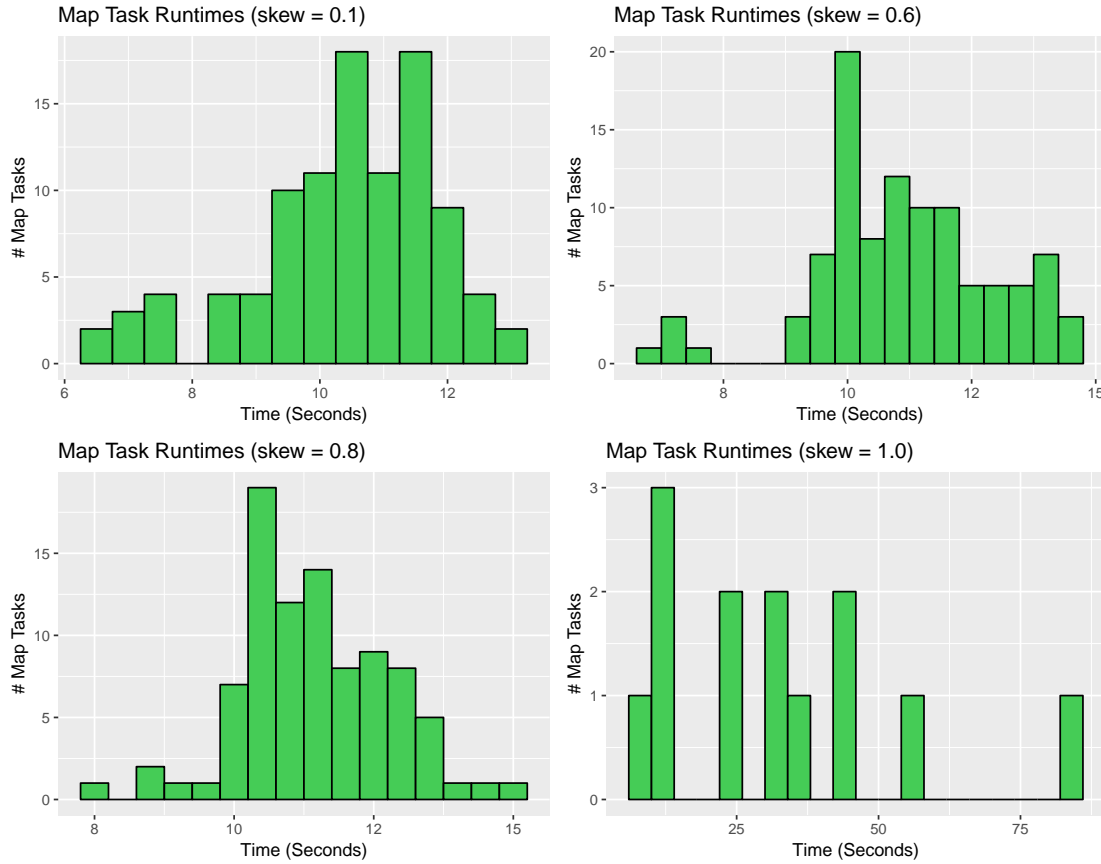 Map Task Runtimes (skew = 0.1)
# Map Tasks
15
10
5
0
6
8
10
12
Time (Seconds)
Map Task Runtimes (skew = 0.6)
# Map Tasks
20
15
10
5
0
8
10
12
15
Time (Seconds)
Map Task Runtimes (skew = 0.8)
# Map Tasks
15
10
5
0
8
10
12
15
Time (Seconds)
Map Task Runtimes (skew = 1.0)
# Map Tasks
3
2
1
0
25
50
75
Time (Seconds)